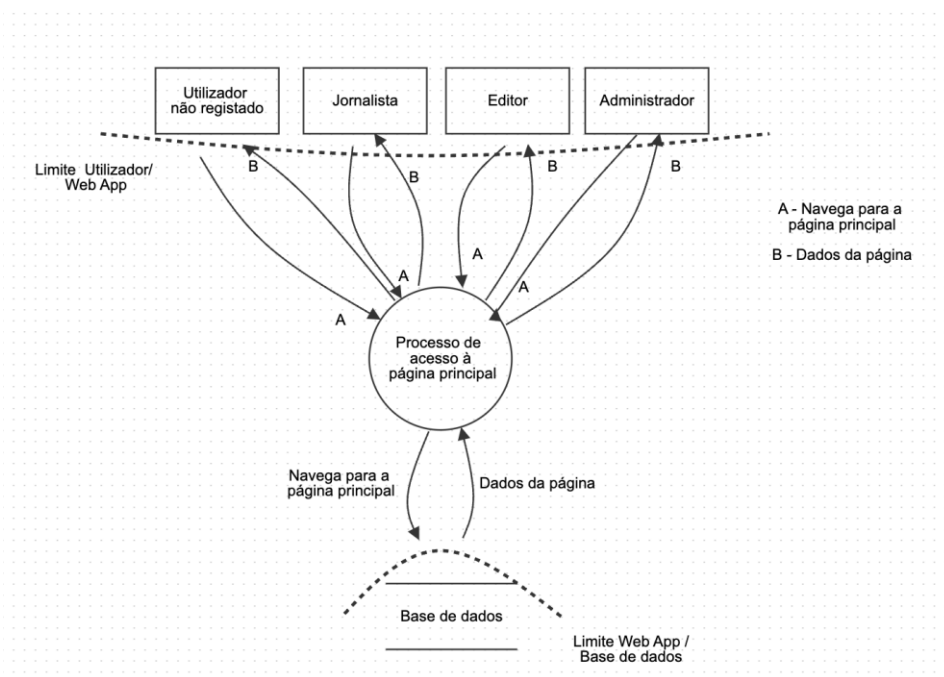 Utilizador
não registado
Jornalista
Editor
Administrador
Limite  Utilizador/
Web App
B
B
B
B
A - Navega para a
página principal
B - Dados da página
A
A
A
A
Processo de
acesso à
página principal
Navega para a
página principal
Dados da página
Base de dados
Limite Web App /
Base de dados